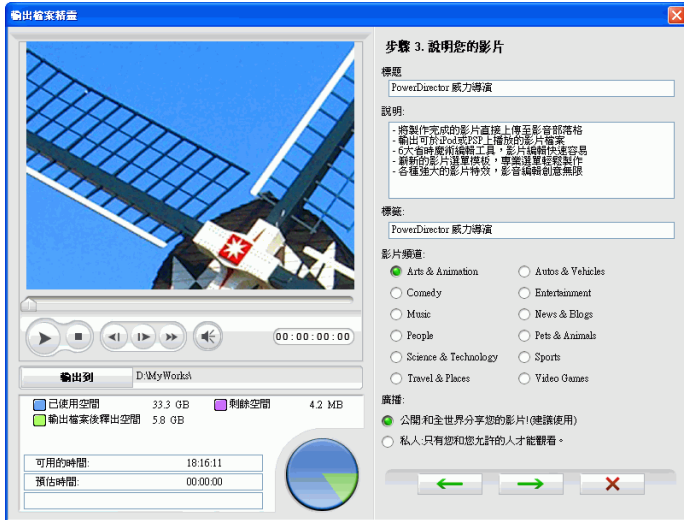 輸出檔案精靈
步驟 3. 說明您的影片
標題
PowerDirector 威力導演
說明:
- 將製作完成的影片直接上傳至影音部落格
- 輸出可於iPod或PSP上播放的影片檔案
- 6大省時魔術編輯工具，影片編輯快速容易
- 嶄新的影片選單模板，專業選單輕鬆製作
- 各種強大的影片特效，影音編輯創意無限
標籤:
PowerDirector 威力導演
影片頻道:
Arts & Animation
Autos & Vehicles
Comedy
Entertainment
Music
News & Blogs
People
Pets & Animals
Science & Technology
Sports
Travel & Places
Video Games
廣播:
公開:和全世界分享您的影片!(建議使用)
私人:只有您和您允許的人才能觀看。
00:00:00:00
輸出到 D:\MyWorks\
已使用空間 33.3 GB 剩餘空間 4.2 MB
輸出檔案後釋出空間 5.8 GB
可用的時間: 18:16:11
預估時間: 00:00:00